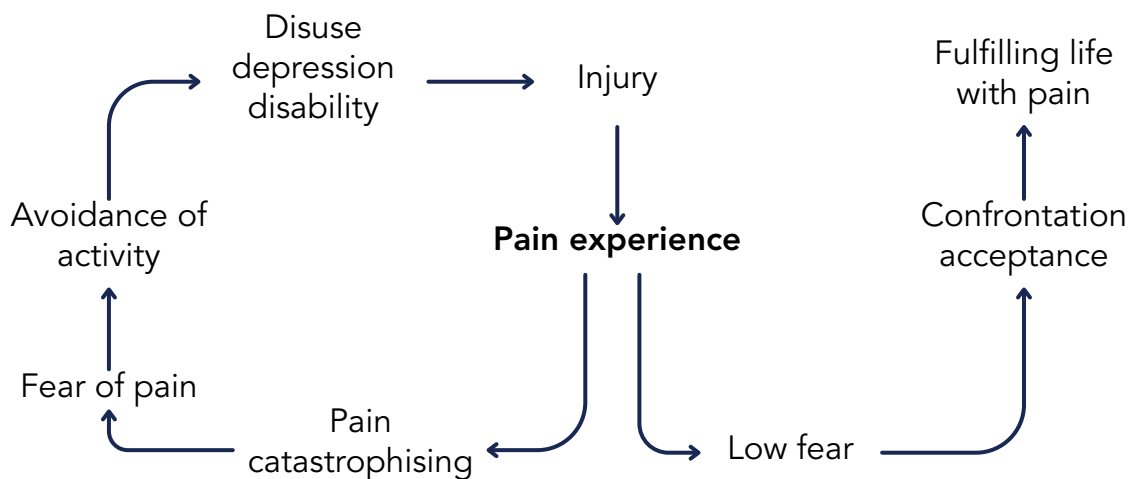 Disuse
depression
disability
Injury
Fulfilling life
with pain
Avoidance of
activity
Pain experience
Confrontation
acceptance
Fear of pain
Pain
catastrophising
Low fear